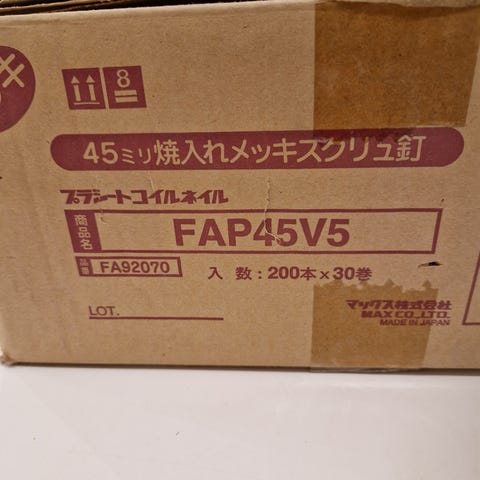 8
45ミリ焼入れメッキスクリュ釘
プラシートコイルネイル
商品名 FAP45V5
品番 FA92070 入 数:200本×30巻
LOT.
マックス株式会社
MAX CO.,LTD.
MADE IN JAPAN